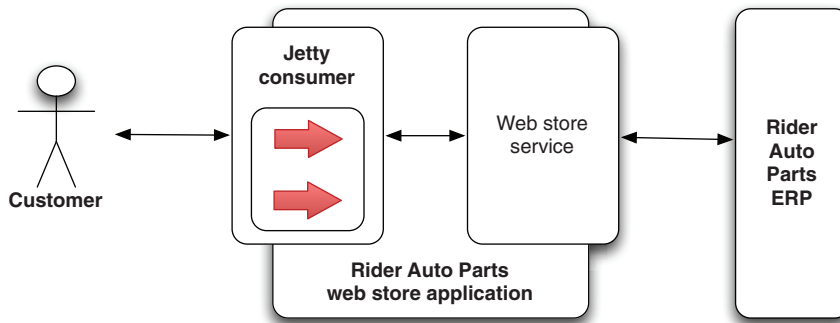 Jetty
consumer
Web store
service
Rider
Auto
Parts
ERP
Customer
Rider Auto Parts
web store application